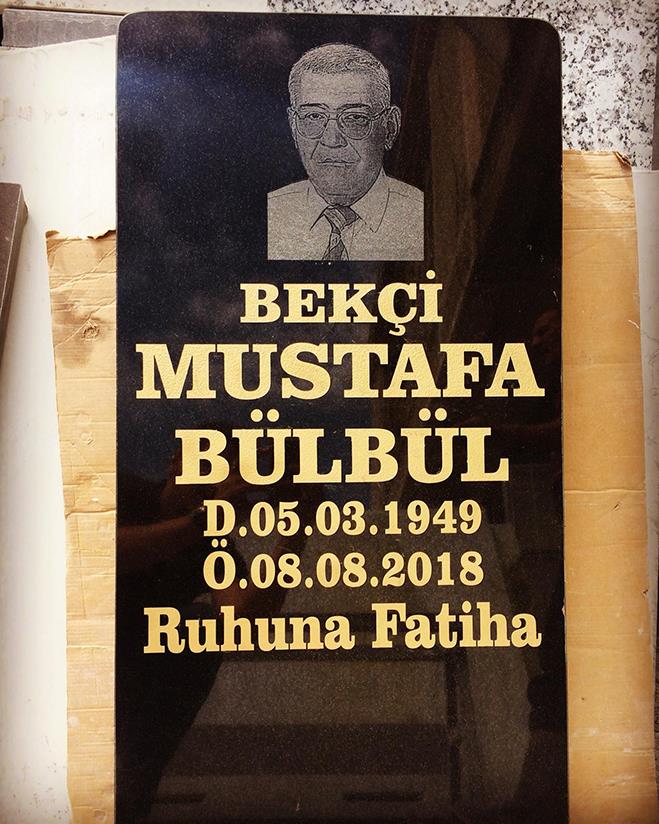 BEKÇİ
MUSTAFA
BÜLBÜL
D.05.03.1949
Ö.08.08.2018
Ruhuna Fatiha